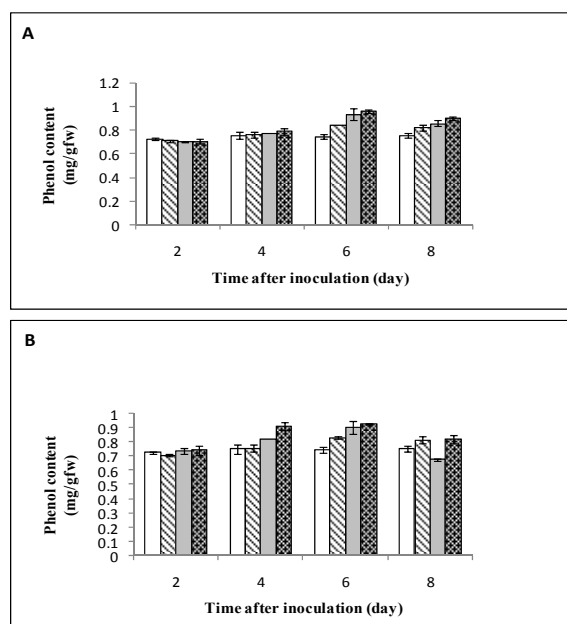 A
Phenol content
(mg/gfw)
1.2
1
0.8
0.6
0.4
0.2
0
2 4 6 8
Time after inoculation (day)
B
Phenol content
(mg/gfw)
1
0.9
0.8
0.7
0.6
0.5
0.4
0.3
0.2
0.1
0
2 4 6 8
Time after inoculation (day)